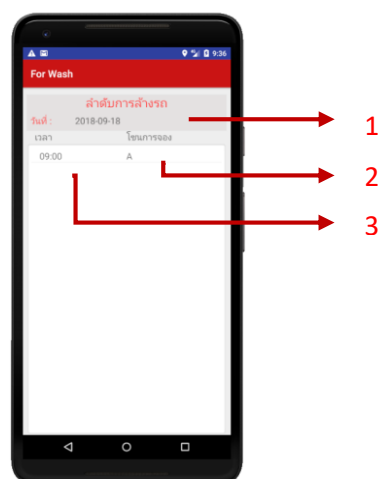 9:36
For Wash
ลำดับการล้างรถ
วันที่ : 2018-09-18
เวลา โซนการจอง
09:00 A
1
2
3